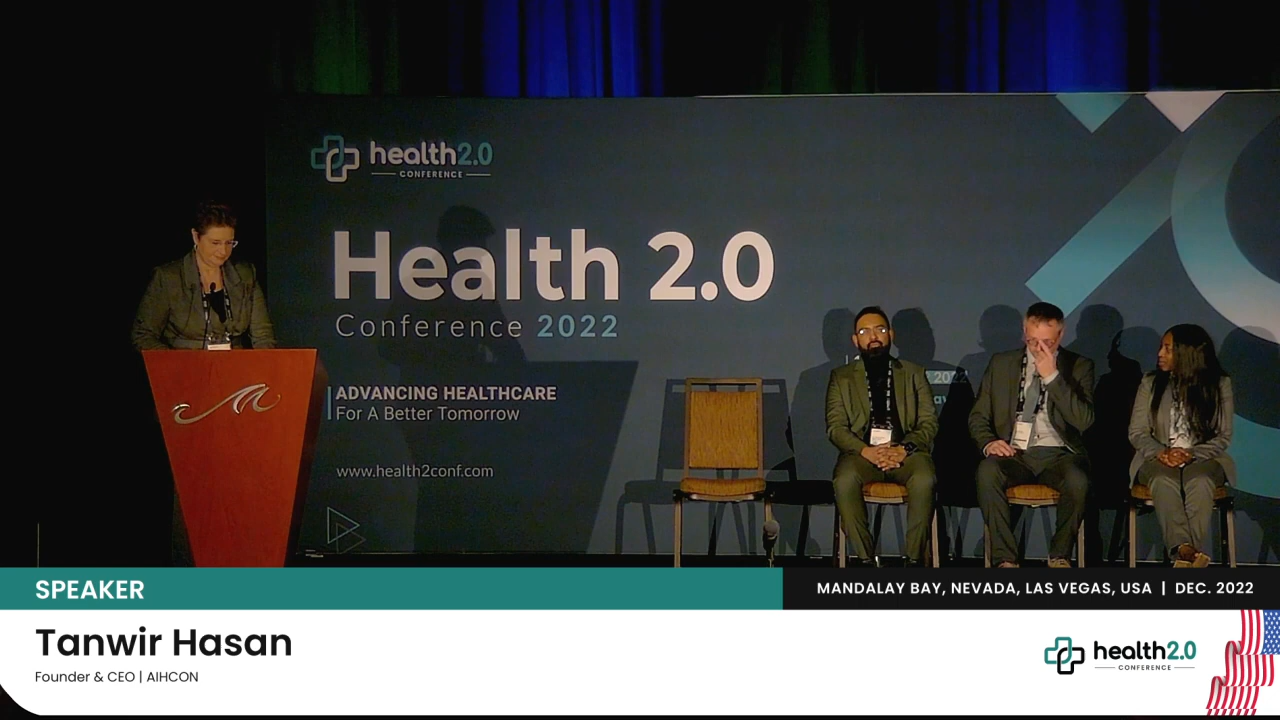 health2.0
CONFERENCE
Health 2.0
Conference 2022
ADVANCING HEALTHCARE
For A Better Tomorrow
www.health2conf.com
2022
SPEAKER
MANDALAY BAY, NEVADA, LAS VEGAS, USA | DEC. 2022
Tanwir Hasan
Founder & CEO | AIHCON
health2.0
CONFERENCE